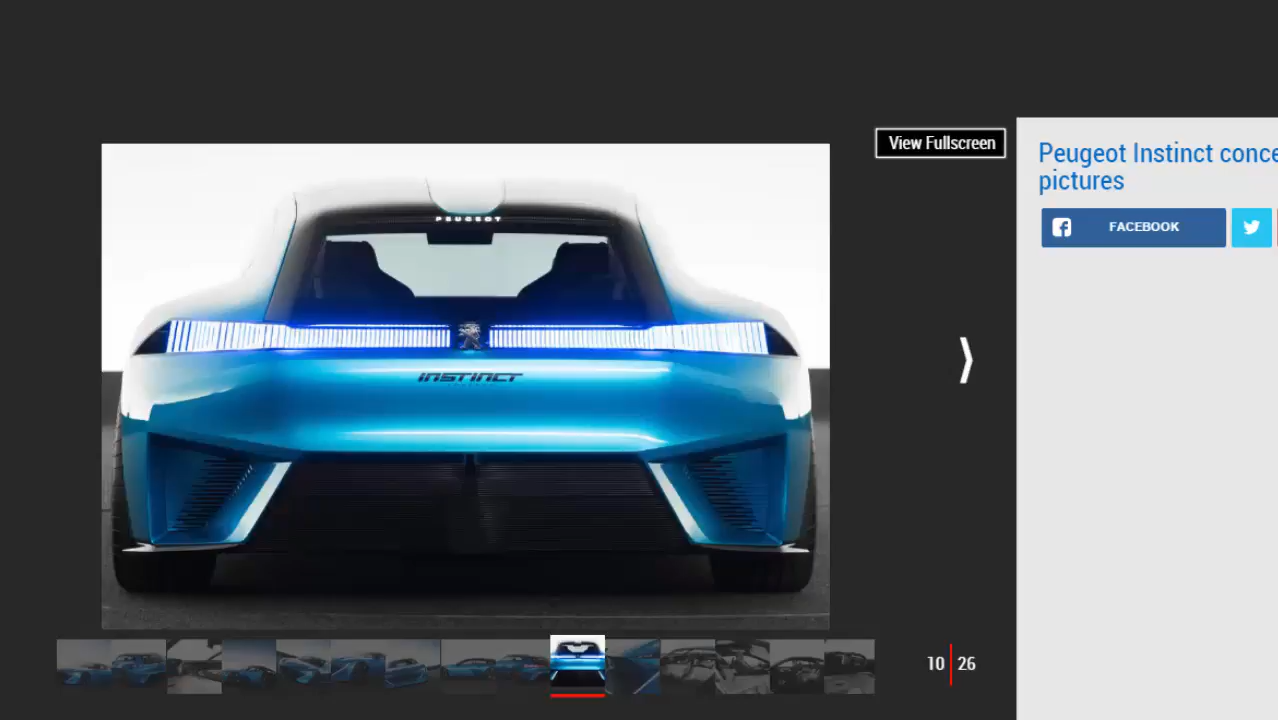 View Fullscreen
Peugeot Instinct conce
pictures
FACEBOOK
PEUGEOT
INSTINCT
10 26